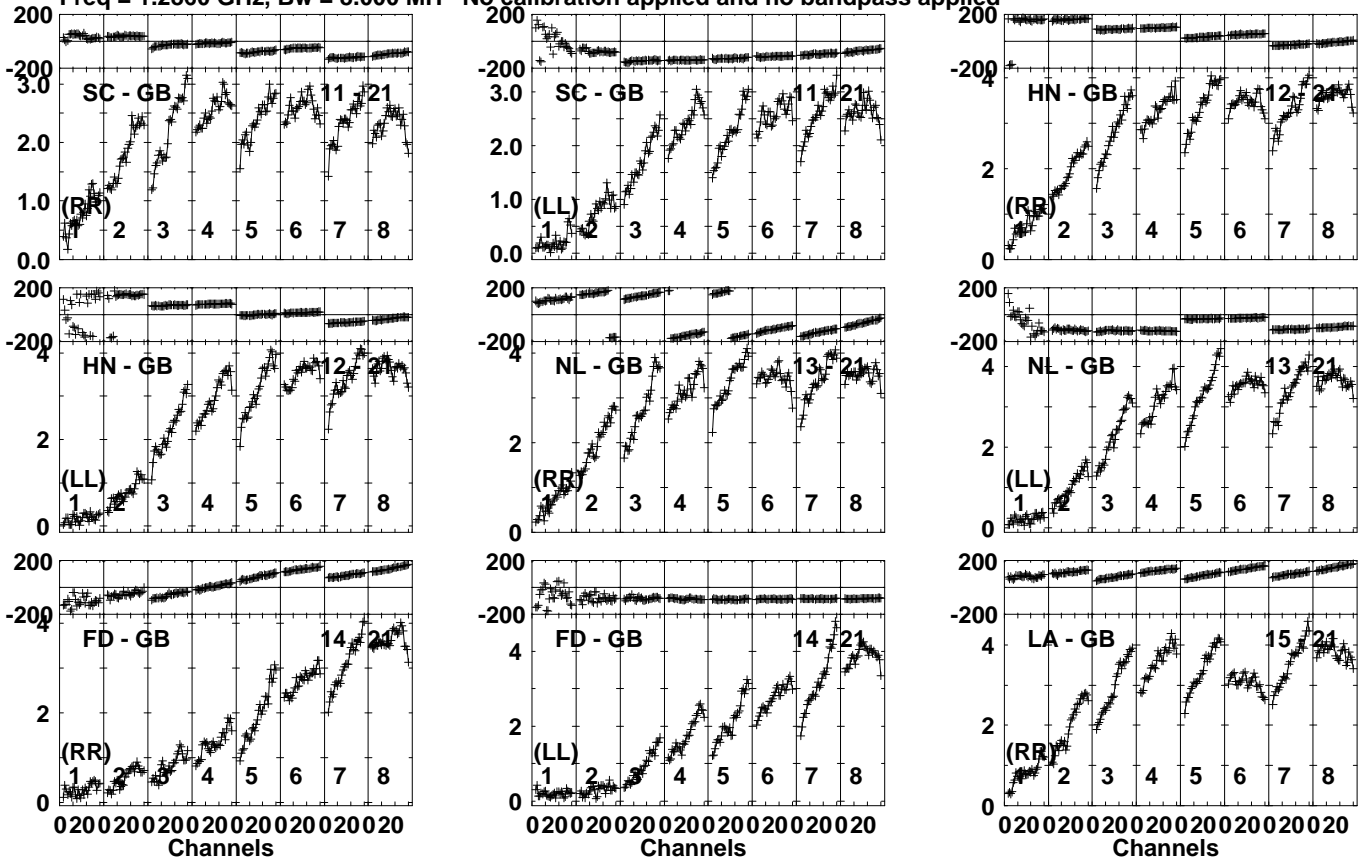 Freq = 1.2860 GHz, Bw = 8.000 MH No calibration applied and no bandpass applied
200 200 200
-200 -200 -200
3.0 SC - GB 11 - 21 3.0 SC - GB 11 - 21 4 HN - GB 12 - 21
2.0 2.0 2
1.0 1.0
(RR) (LL) (RR)
1 2 3 4 5 6 7 8 1 2 3 4 5 6 7 8 1 2 3 4 5 6 7 8
0.0 0.0 0
200 200 200
-200 -200 -200
4 HN - GB 12 - 21 4 NL - GB 13 - 21 4 NL - GB 13 - 21
2 2 2
(LL) (RR) (LL)
1 2 3 4 5 6 7 8 1 2 3 4 5 6 7 8 1 2 3 4 5 6 7 8
0 0 0
200 200 200
-200 -200 -200
4 FD - GB 14 - 21 4 FD - GB 14 - 21 4 LA - GB 15 - 21
2 2 2
(RR) (LL) (RR)
1 2 3 4 5 6 7 8 1 2 3 4 5 6 7 8 1 2 3 4 5 6 7 8
0 0 0
0 20 0 20 0 20 0 20 0 20 0 20 0 20 0 20 0 20 0 20 0 20 0 20 0 20 0 20 0 20 0 20 0 20 0 20 0 20 0 20 0 20 0 20 0 20 0 20
Channels Channels Channels